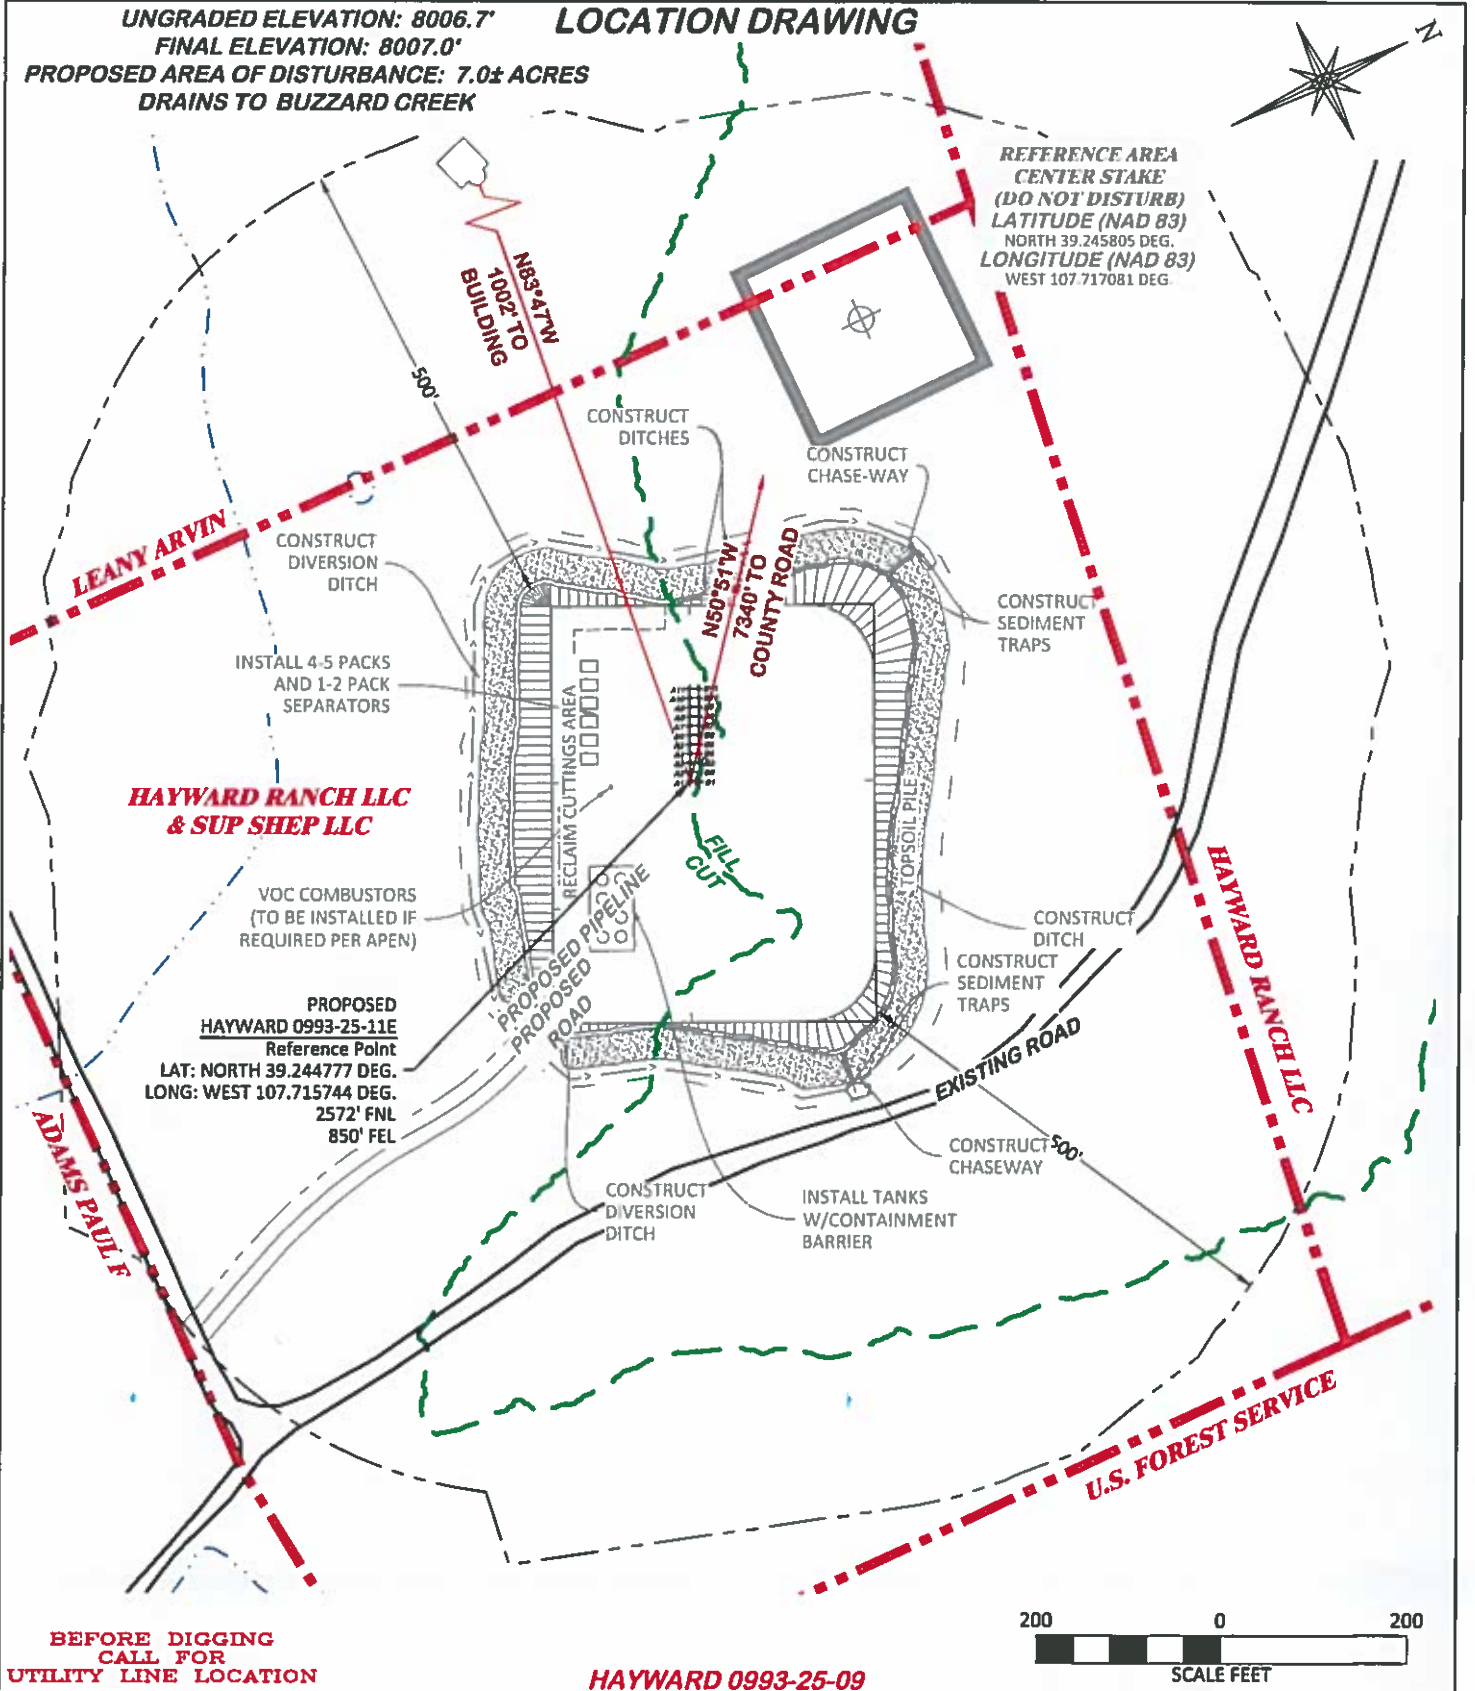 LOCATION DRAWING
UNGRADED ELEVATION: 8006.7'
FINAL ELEVATION: 8007.0'
PROPOSED AREA OF DISTURBANCE: 7.0± ACRES
DRAINS TO BUZZARD CREEK
N
REFERENCE AREA
CENTER STAKE
(DO NOT DISTURB)
LATITUDE (NAD 83)
NORTH 39.245805 DEG.
LONGITUDE (NAD 83)
WEST 107.717081 DEG
N83°47'W
1002' TO
BUILDING
500'
CONSTRUCT
DITCHES
CONSTRUCT
CHASE-WAY
LEANY ARVIN
CONSTRUCT
DIVERSION
DITCH
N50°51'W
7340' TO
COUNTY ROAD
CONSTRUCT
SEDIMENT
TRAPS
INSTALL 4-5 PACKS
AND 1-2 PACK
SEPARATORS
RECLAIM CUTTINGS AREA
HAYWARD RANCH LLC
& SUP SHEP LLC
FILL
CUT
TOPSOIL PILE
HAYWARD RANCH LLC
VOC COMBUSTORS
(TO BE INSTALLED IF
REQUIRED PER APEN)
CONSTRUCT
DITCH
CONSTRUCT
SEDIMENT
TRAPS
PROPOSED PIPELINE
PROPOSED
ROAD
PROPOSED
HAYWARD 0993-25-11E
Reference Point
LAT: NORTH 39.244777 DEG.
LONG: WEST 107.715744 DEG.
2572' FNL
850' FEL
EXISTING ROAD
ADAMS PAUL F
CONSTRUCT
CHASEWAY
500'
CONSTRUCT
DIVERSION
DITCH
INSTALL TANKS
W/CONTAINMENT
BARRIER
U.S. FOREST SERVICE
BEFORE DIGGING
CALL FOR
UTILITY LINE LOCATION
HAYWARD 0993-25-09
200 0 200
SCALE FEET